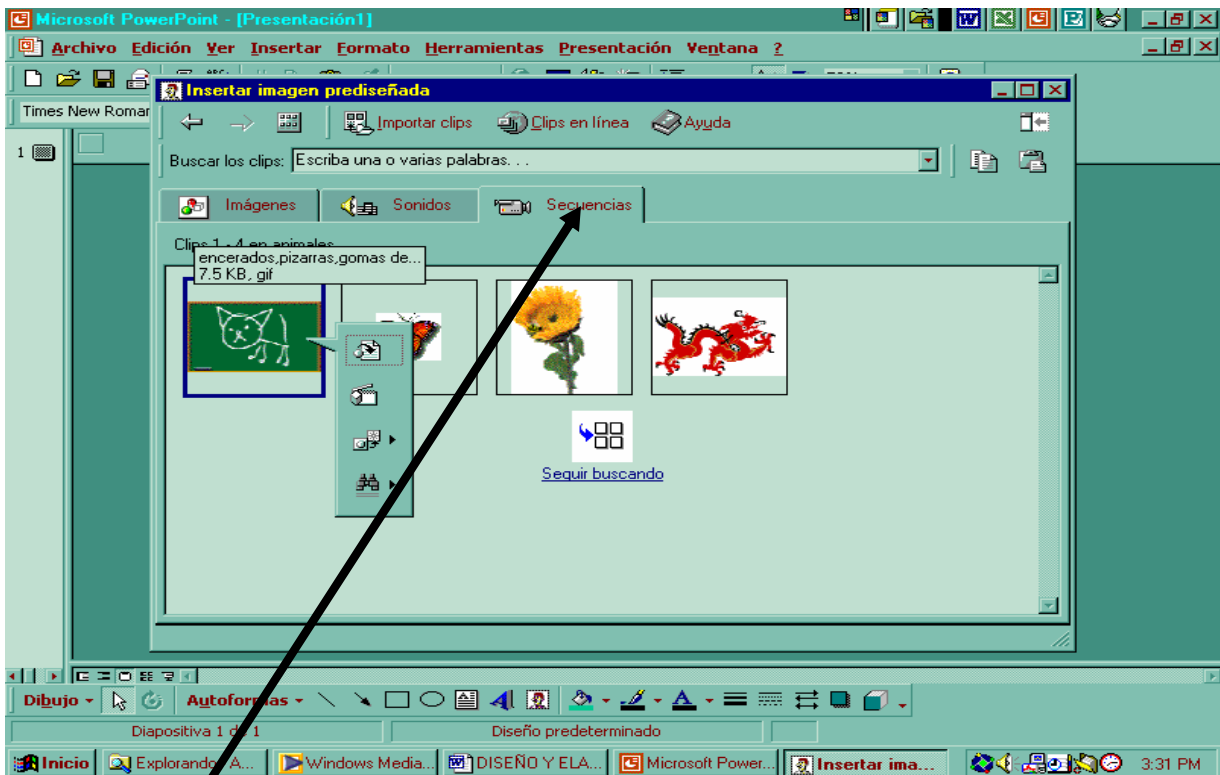 Microsoft PowerPoint - [Presentación1]
Archivo Edición Ver Insertar Formato Herramientas Presentación Ventana ?
Insertar imagen prediseñada
Times New Roman
Importar clips Clips en línea Ayuda
1
Buscar los clips: Escriba una o varias palabras. . .
Imágenes Sonidos Secuencias
Clips 1 - 4 en animales
encerados,pizarras,gomas de...
7.5 KB, gif
Seguir buscando
Dibujo Autoformas
Diapositiva 1 de 1 Diseño predeterminado
Inicio Explorando A... Windows Media... DISEÑO Y ELA... Microsoft Power... Insertar ima... 3:31 PM